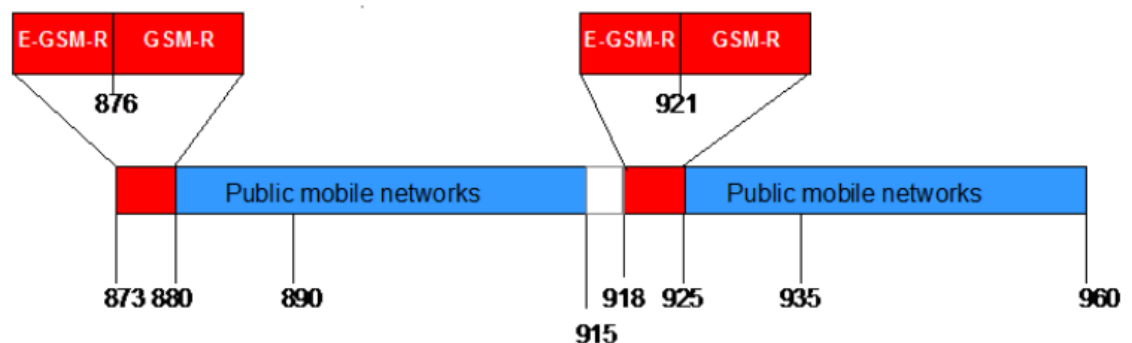 E-GSM-R GSM-R E-GSM-R GSM-R
876 921
Public mobile networks Public mobile networks
873 880 890 918 925 935 960
915